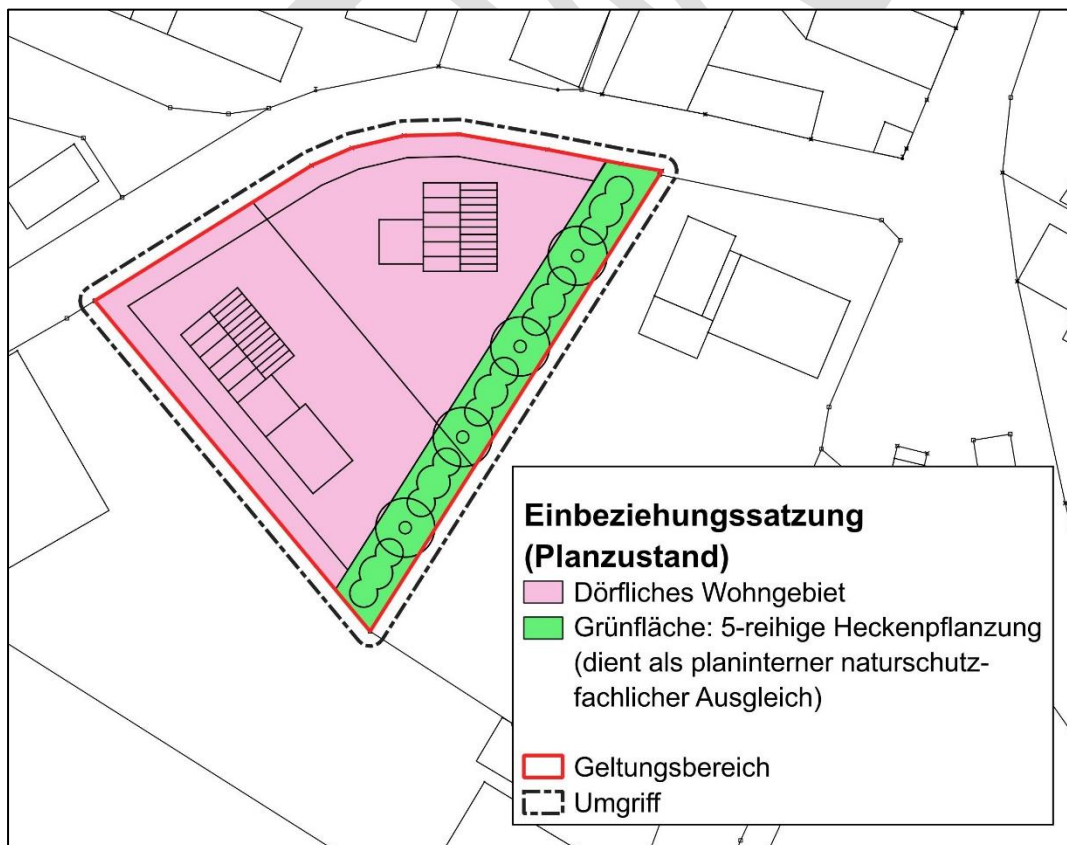 Einbeziehungssatzung
(Planzustand)
Dörfliches Wohngebiet
Grünfläche: 5-reihige Heckenpflanzung
(dient als planinterner naturschutz-
fachlicher Ausgleich)
Geltungsbereich
Umgriff